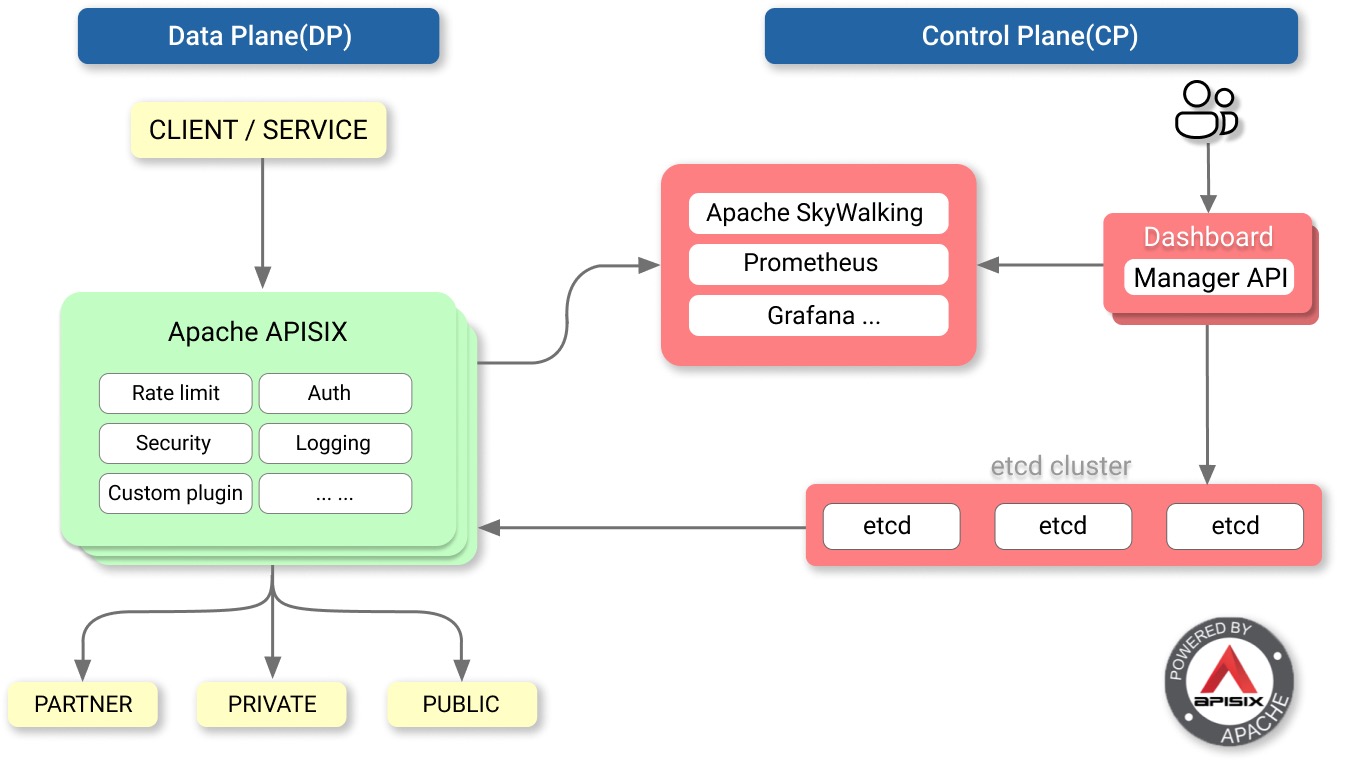 Data Plane(DP)
Control Plane(CP)
CLIENT / SERVICE
Apache SkyWalking
Prometheus
Grafana ...
Dashboard
Manager API
Apache APISIX
Rate limit
Auth
Security
Logging
Custom plugin
... ...
etcd cluster
etcd
etcd
etcd
PARTNER
PRIVATE
PUBLIC
POWERED BY
APISIX
APACHE